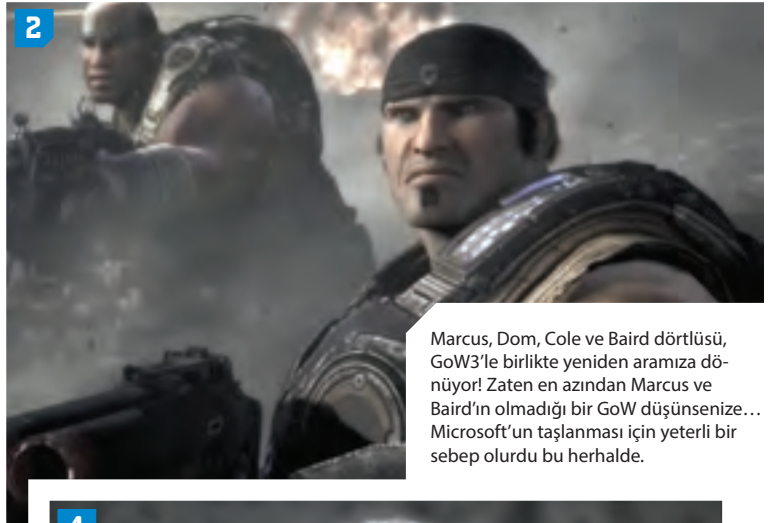 2
Marcus, Dom, Cole ve Baird dörtlüsü,
GoW3'le birlikte yeniden aramıza dö-
nüyor! Zaten en azından Marcus ve
Baird'ın olmadığı bir GoW düşünsenize…
Microsoft'un taşlanması için yeterli bir
sebep olurdu bu herhalde.
4